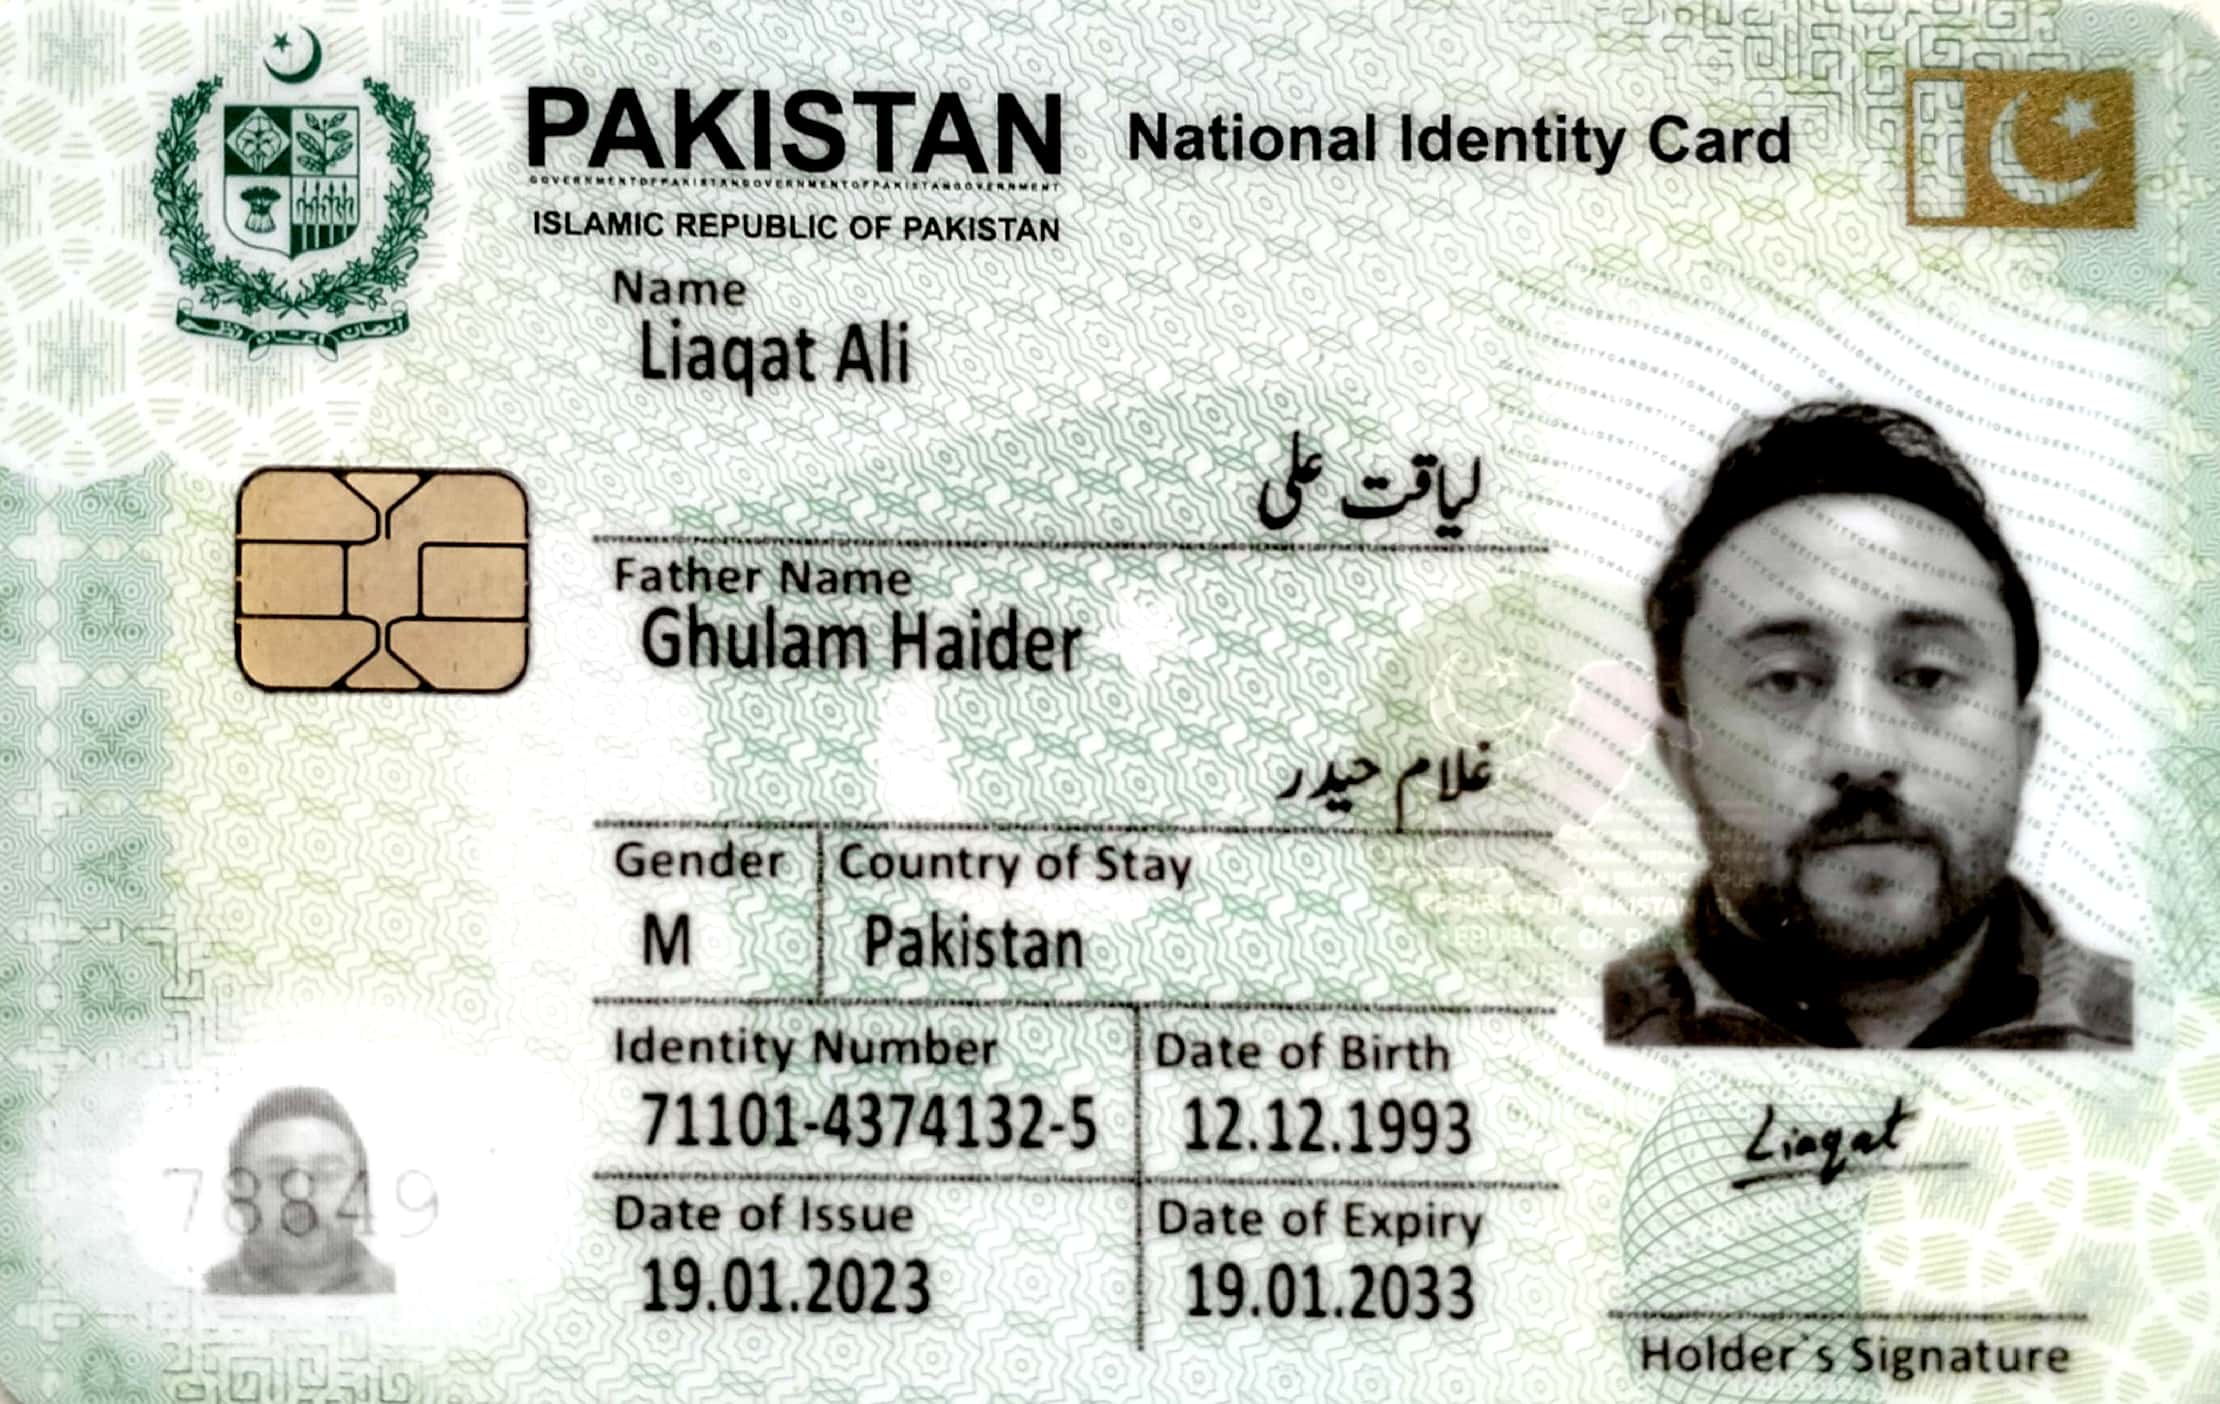 PAKISTAN National Identity Card
ISLAMIC REPUBLIC OF PAKISTAN
Name
Liaqat Ali
لیاقت علی
Father Name
Ghulam Haider
غلام حیدر
Gender Country of Stay
M Pakistan
Identity Number Date of Birth
71101-4374132-5 12.12.1993
Date of Issue Date of Expiry
19.01.2023 19.01.2033
78849
Liaqat
Holder`s Signature